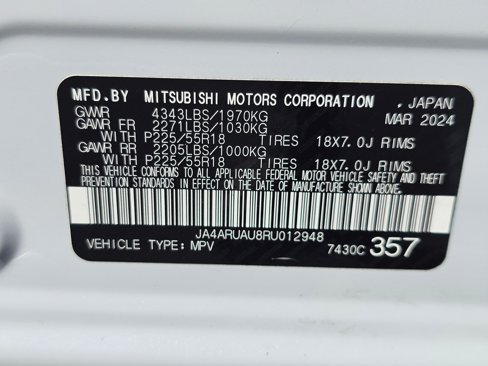 MFD.BY MITSUBISHI MOTORS CORPORATION . JAPAN
GVWR 4343LBS/1970KG MAR 2024
GAWR FR 2271LBS/1030KG
WITH P225/55R18 TIRES 18X7.0J RIMS
GAWR RR 2205LBS/1000KG
WITH P225/55R18 TIRES 18X7.0J RIMS
THIS VEHICLE CONFORMS TO ALL APPLICABLE FEDERAL MOTOR VEHICLE SAFETY AND THEFT
PREVENTION STANDARDS IN EFFECT ON THE DATE OF MANUFACTURE SHOWN ABOVE.
JA4ARUAU8RU012948
VEHICLE TYPE: MPV 7430C 357